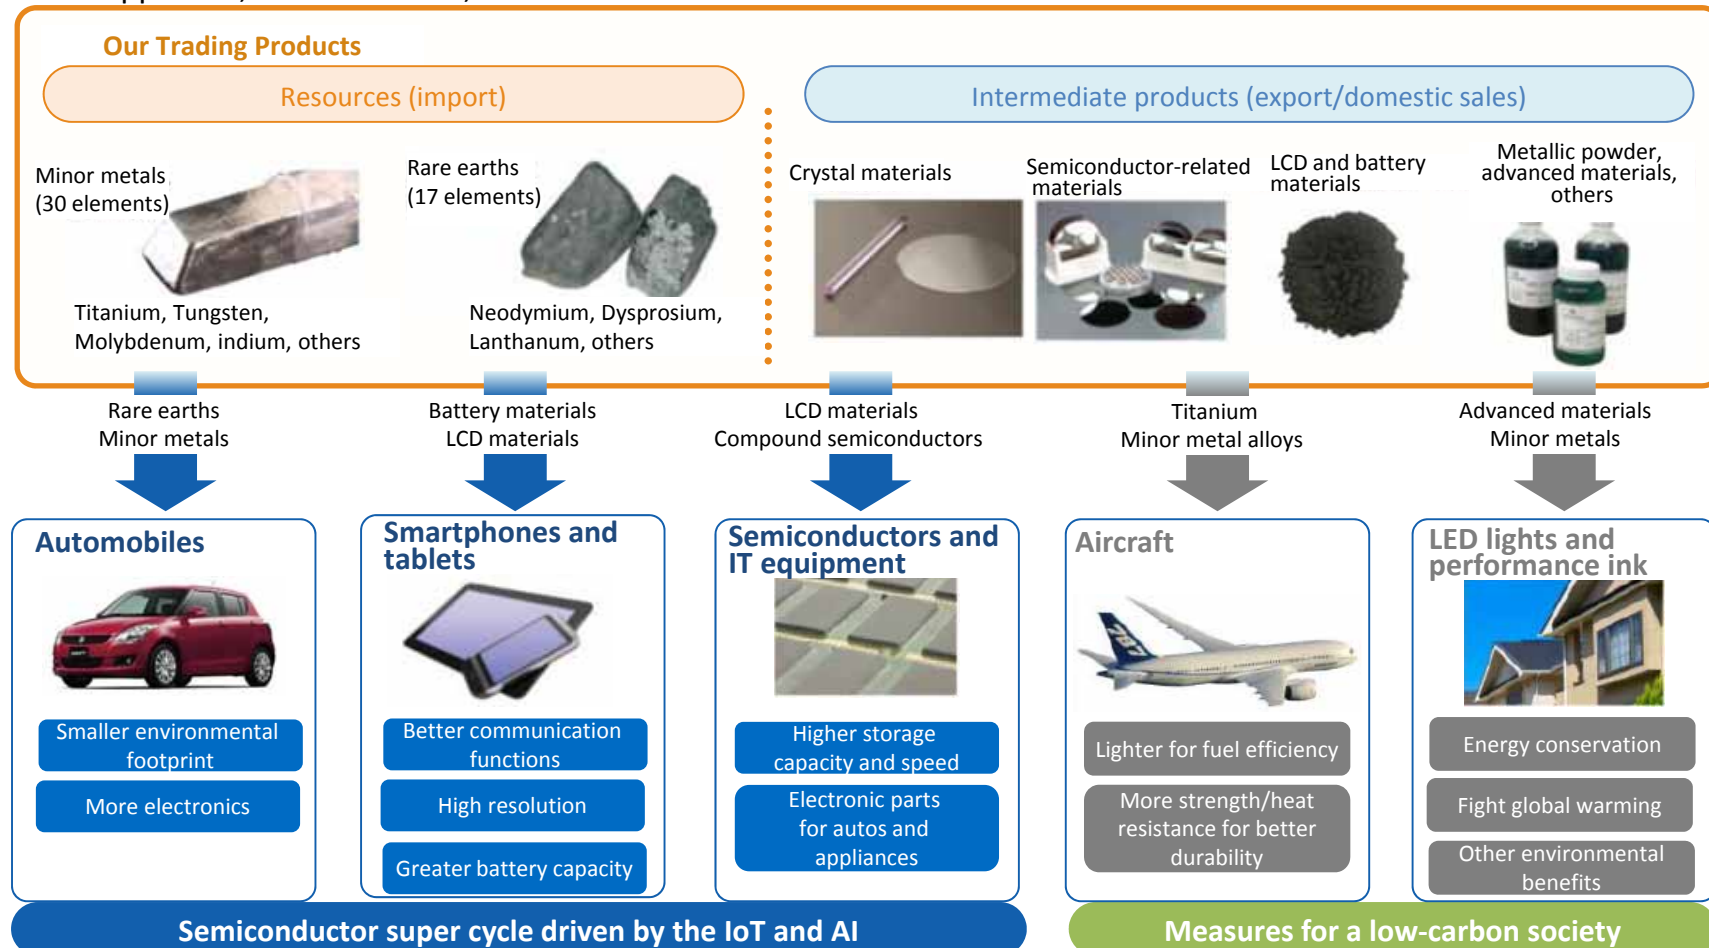 Our Trading Products
Resources (import)
Intermediate products (export/domestic sales)
Minor metals
(30 elements)
Rare earths
(17 elements)
Crystal materials
Semiconductor-related
materials
LCD and battery
materials
Metallic powder,
advanced materials,
others
Titanium, Tungsten,
Molybdenum, indium, others
Neodymium, Dysprosium,
Lanthanum, others
Rare earths
Minor metals
Battery materials
LCD materials
LCD materials
Compound semiconductors
Titanium
Minor metal alloys
Advanced materials
Minor metals
Automobiles
Smaller environmental
footprint
More electronics
Smartphones and
tablets
Better communication
functions
High resolution
Greater battery capacity
Semiconductors and
IT equipment
Higher storage
capacity and speed
Electronic parts
for autos and
appliances
Aircraft
787
Lighter for fuel efficiency
More strength/heat
resistance for better
durability
LED lights and
performance ink
Energy conservation
Fight global warming
Other environmental
benefits
Semiconductor super cycle driven by the IoT and AI
Measures for a low-carbon society